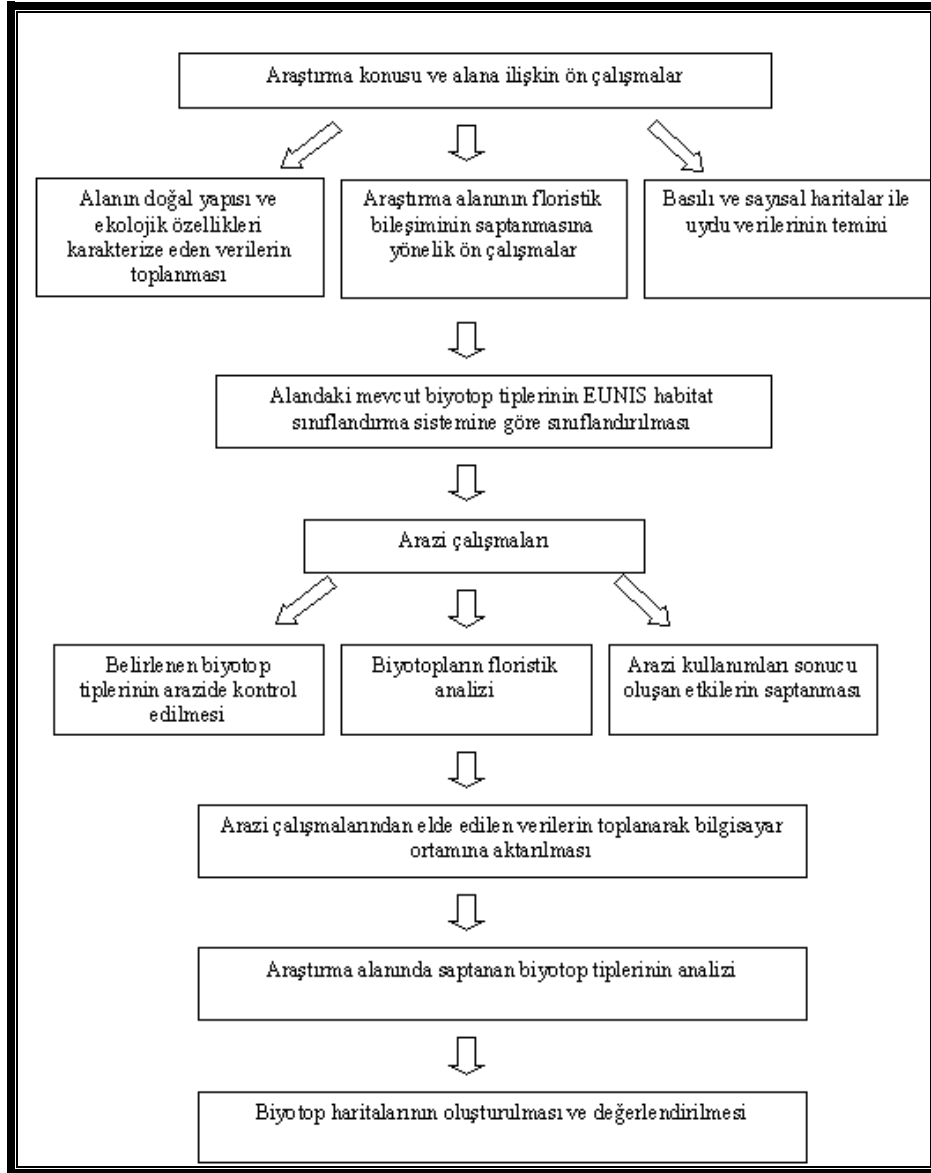 Araştırma konusu ve alana ilişkin ön çalışmalar
Alanın doğal yapısı ve
ekolojik özellikleri
karakterize eden verilerin
toplanması
Araştırma alanının floristik
bileşiminin saptanmasına
yönelik ön çalışmalar
Basılı ve sayısal haritalar ile
uydu verilerinin temini
Alandaki mevcut biyotop tiplerinin EUNIS habitat
sınıflandırma sistemine göre sınıflandırılması
Arazi çalışmaları
Belirlenen biyotop
tiplerinin arazide kontrol
edilmesi
Biyotopların floristik
analizi
Arazi kullanımları sonucu
oluşan etkilerin saptanması
Arazi çalışmalarından elde edilen verilerin toplanarak bilgisayar
ortamına aktarılması
Araştırma alanında saptanan biyotop tiplerinin analizi
Biyotop haritalarının oluşturulması ve değerlendirilmesi